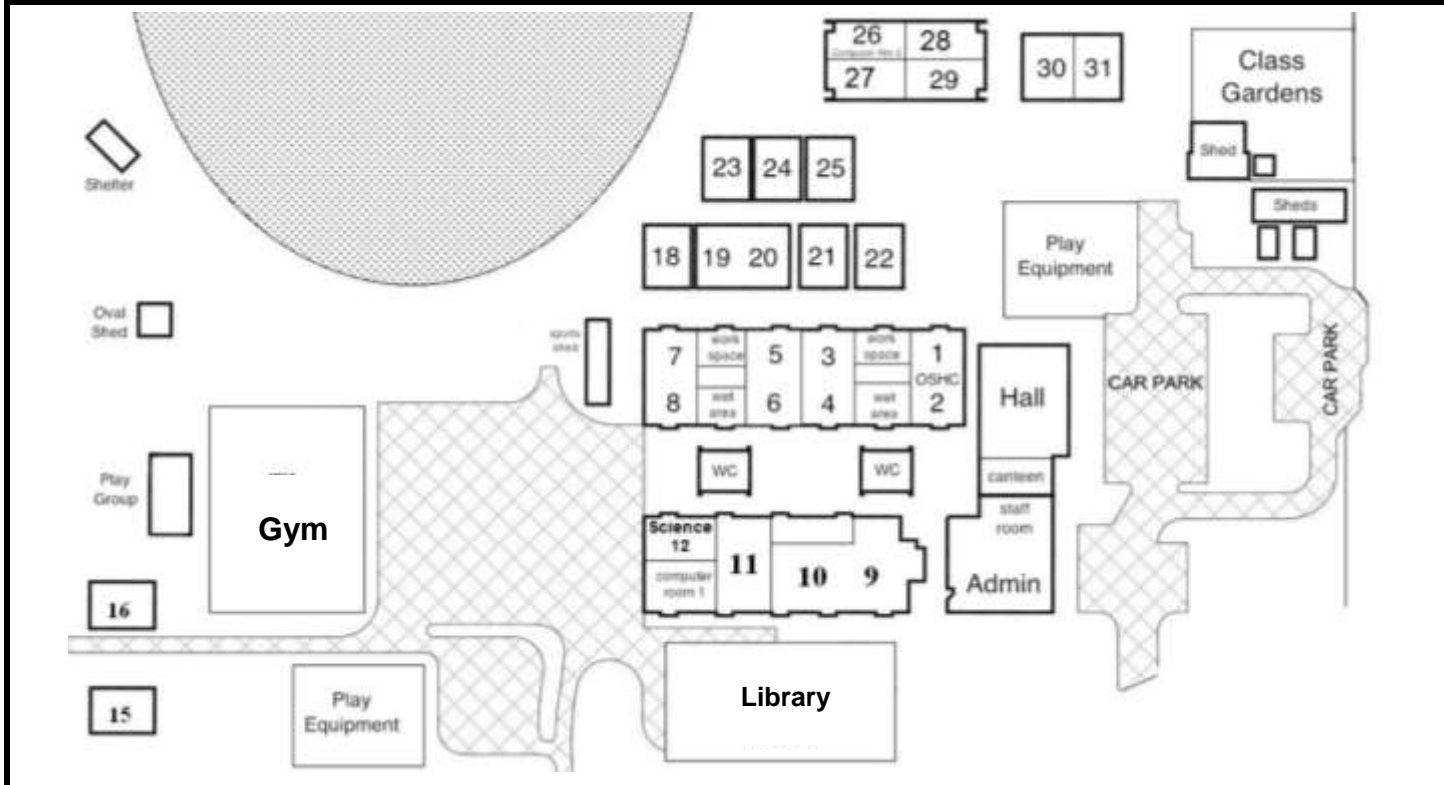 26
28
27
29
30 31
Class
Gardens
Shed
Shelter
23 24 25
Sheds
Play
Equipment
18 19 20 21 22
Oval
Shed
shed
7
work
space
5
3
work
space
1
OSHC
8
wet
area
6
4
wet
area
2
Hall
CAR PARK
CAR PARK
Play
Group
Gym
WC
WC
canteen
staff
room
Admin
Science
12
computer
room 1
11
10
9
16
15
Play
Equipment
Library